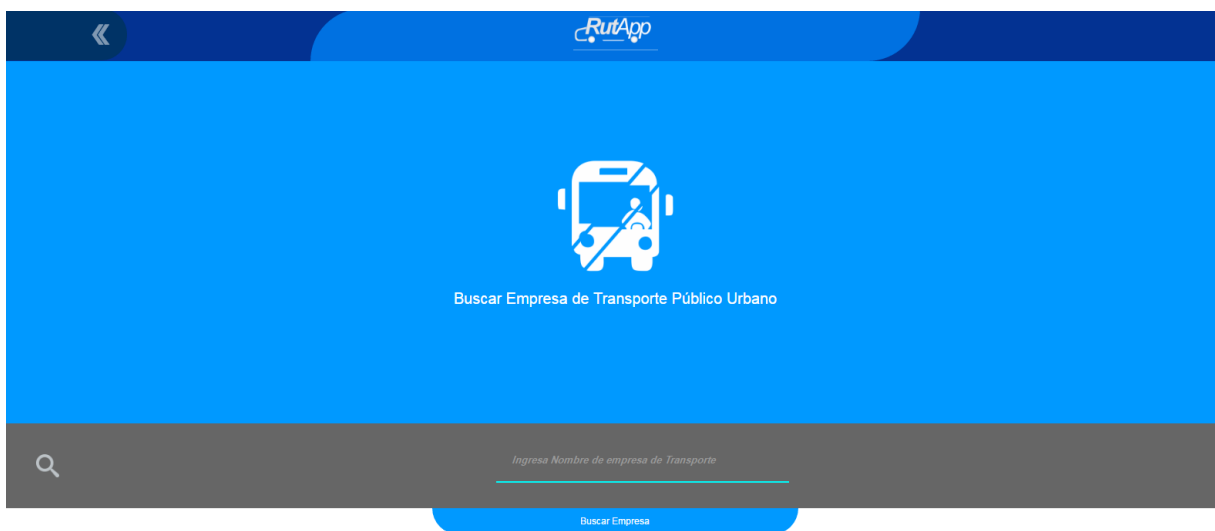 RutApp
Buscar Empresa de Transporte Público Urbano
Ingresa Nombre de empresa de Transporte
Buscar Empresa